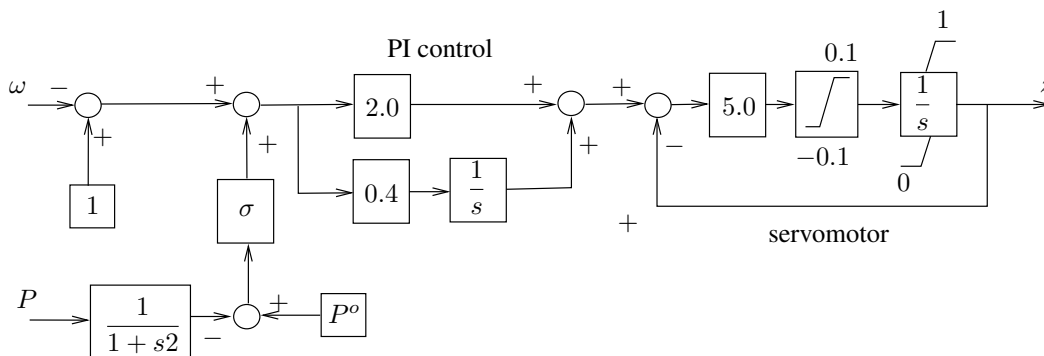 PI control
ω − + 2.0 + + 5.0 0.1 −0.1 1/s 1 0
+ 1 + σ 0.4 1/s + −
+
servomotor
P 1/(1 + s2) − + P^o